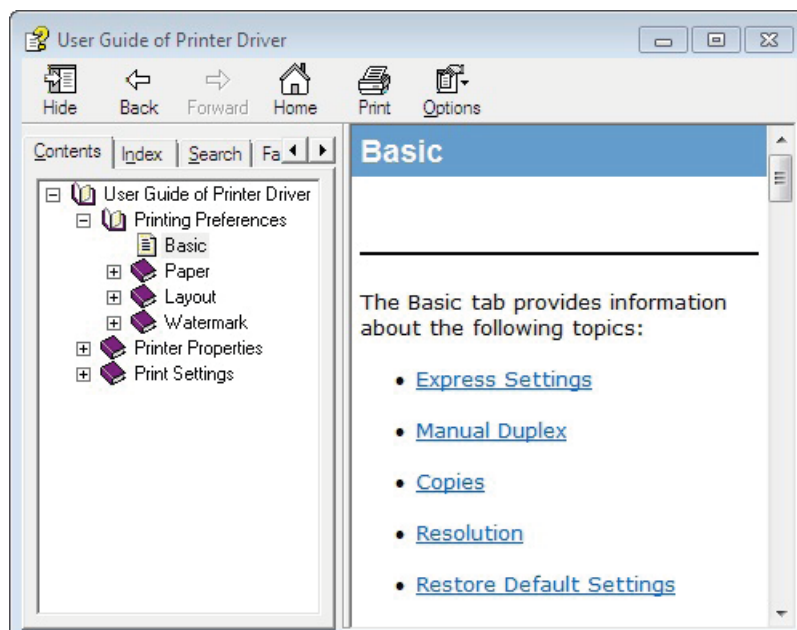 User Guide of Printer Driver
Hide Back Forward Home Print Options
Contents Index Search Fa
User Guide of Printer Driver
Printing Preferences
Basic
Paper
Layout
Watermark
Printer Properties
Print Settings
Basic
The Basic tab provides information
about the following topics:
• Express Settings
• Manual Duplex
• Copies
• Resolution
• Restore Default Settings